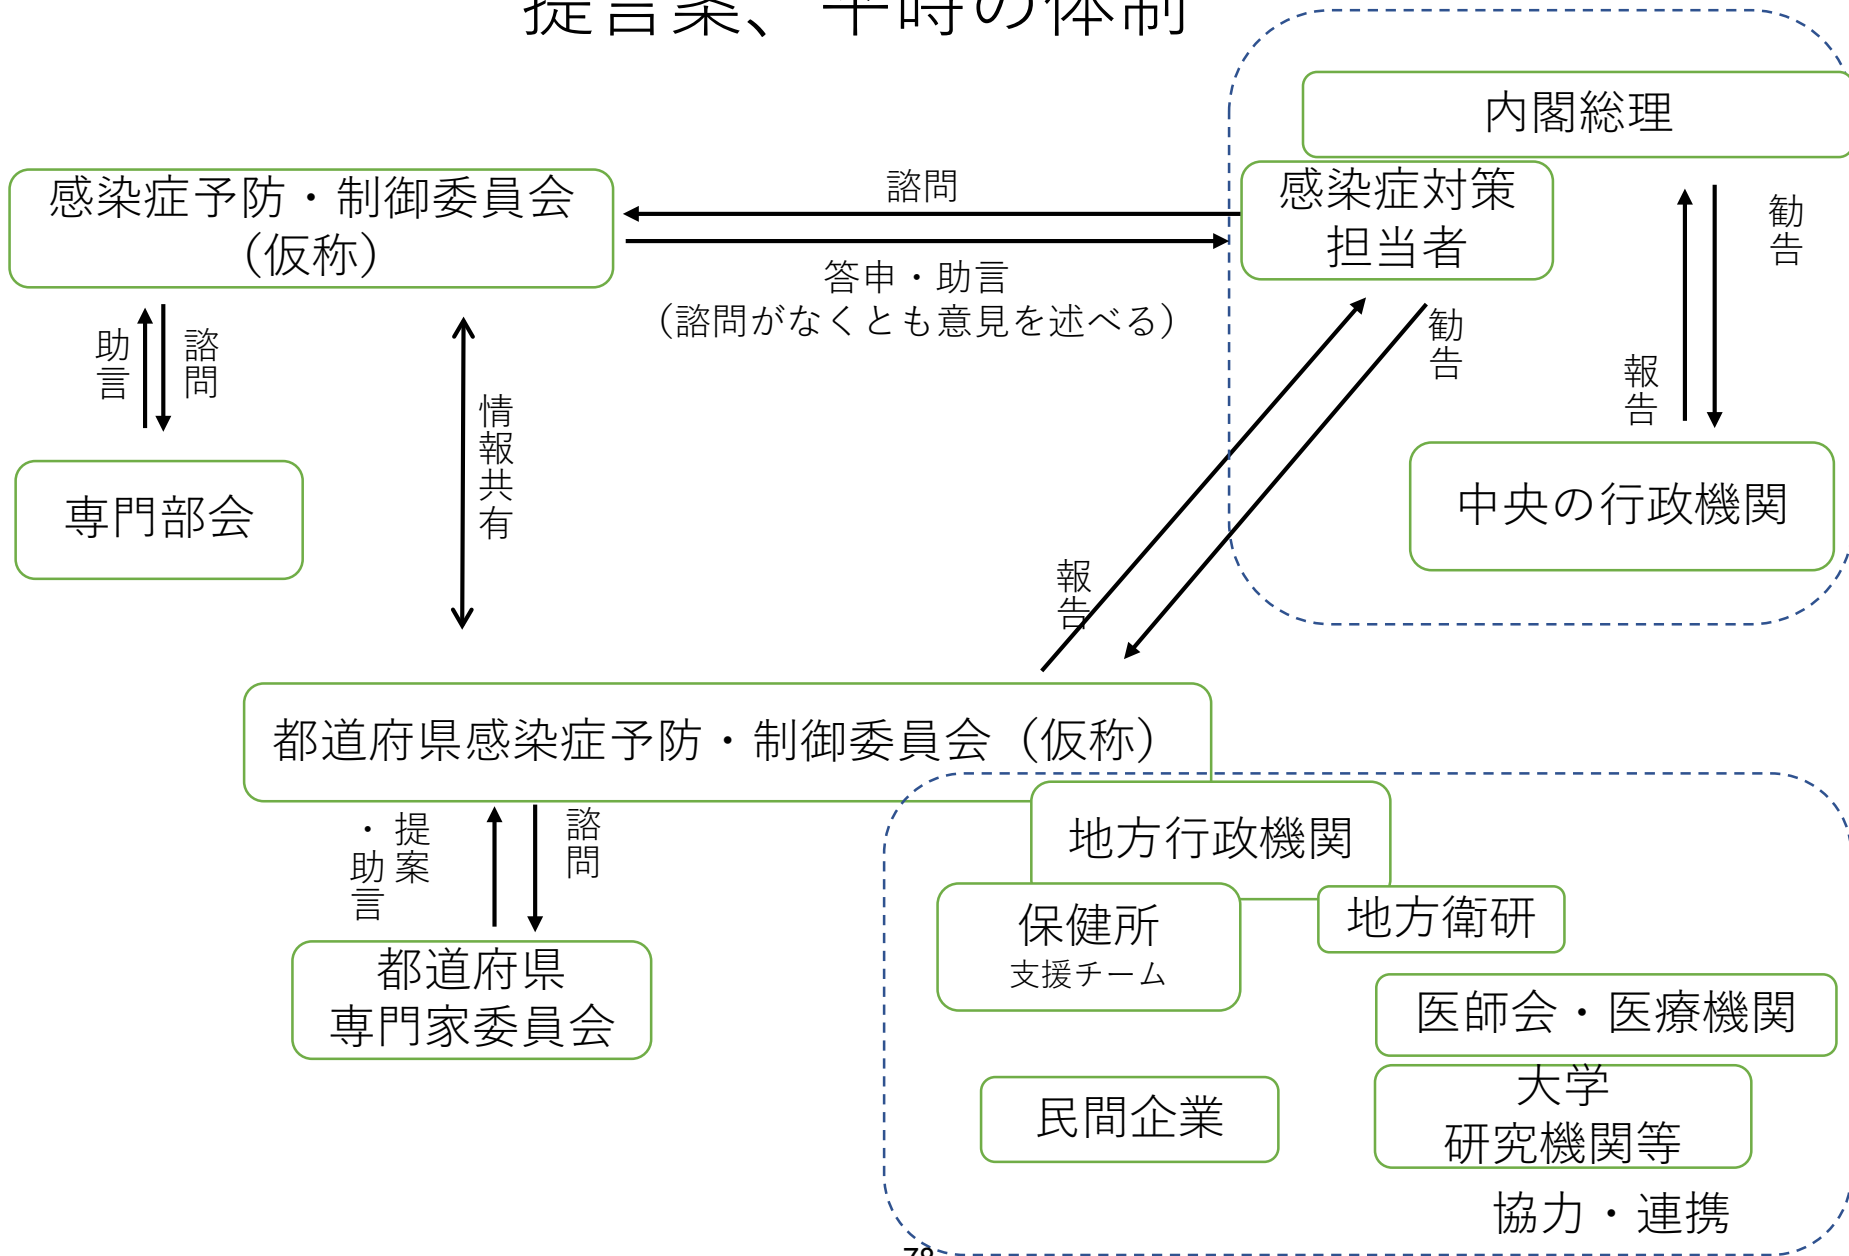 提言案、平時の体制
内閣総理
感染症予防・制御委員会
（仮称）
諮問
感染症対策
担当者
答申・助言
（諮問がなくとも意見を述べる）
勧告
報告
中央の行政機関
助言
諮問
専門部会
情報共有
勧告
報告
都道府県感染症予防・制御委員会（仮称）
提案
・助言
諮問
都道府県
専門家委員会
地方行政機関
保健所
支援チーム
地方衛研
医師会・医療機関
民間企業
大学
研究機関等
協力・連携
78